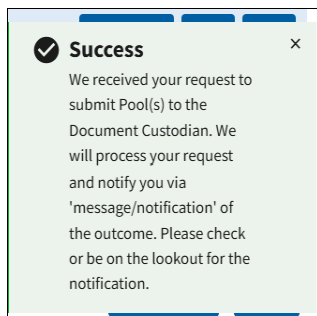 Success
We received your request to
submit Pool(s) to the
Document Custodian. We
will process your request
and notify you via
'message/notification' of
the outcome. Please check
or be on the lookout for the
notification.